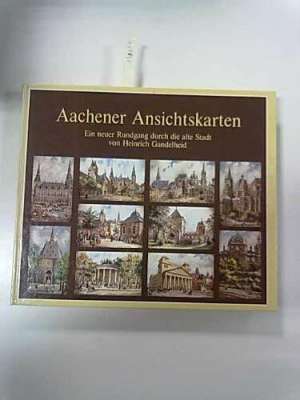 Aachener Ansichtskarten
Ein neuer Rundgang durch die alte Stadt
von Heinrich Gandelheid